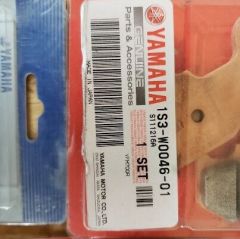 YAMAHA
YAMAHA
GENUINE
Parts & Accessories
MADE IN JAPAN
1S3-W0046-01
1 SET
YAMAHA MOTOR CO., LTD.